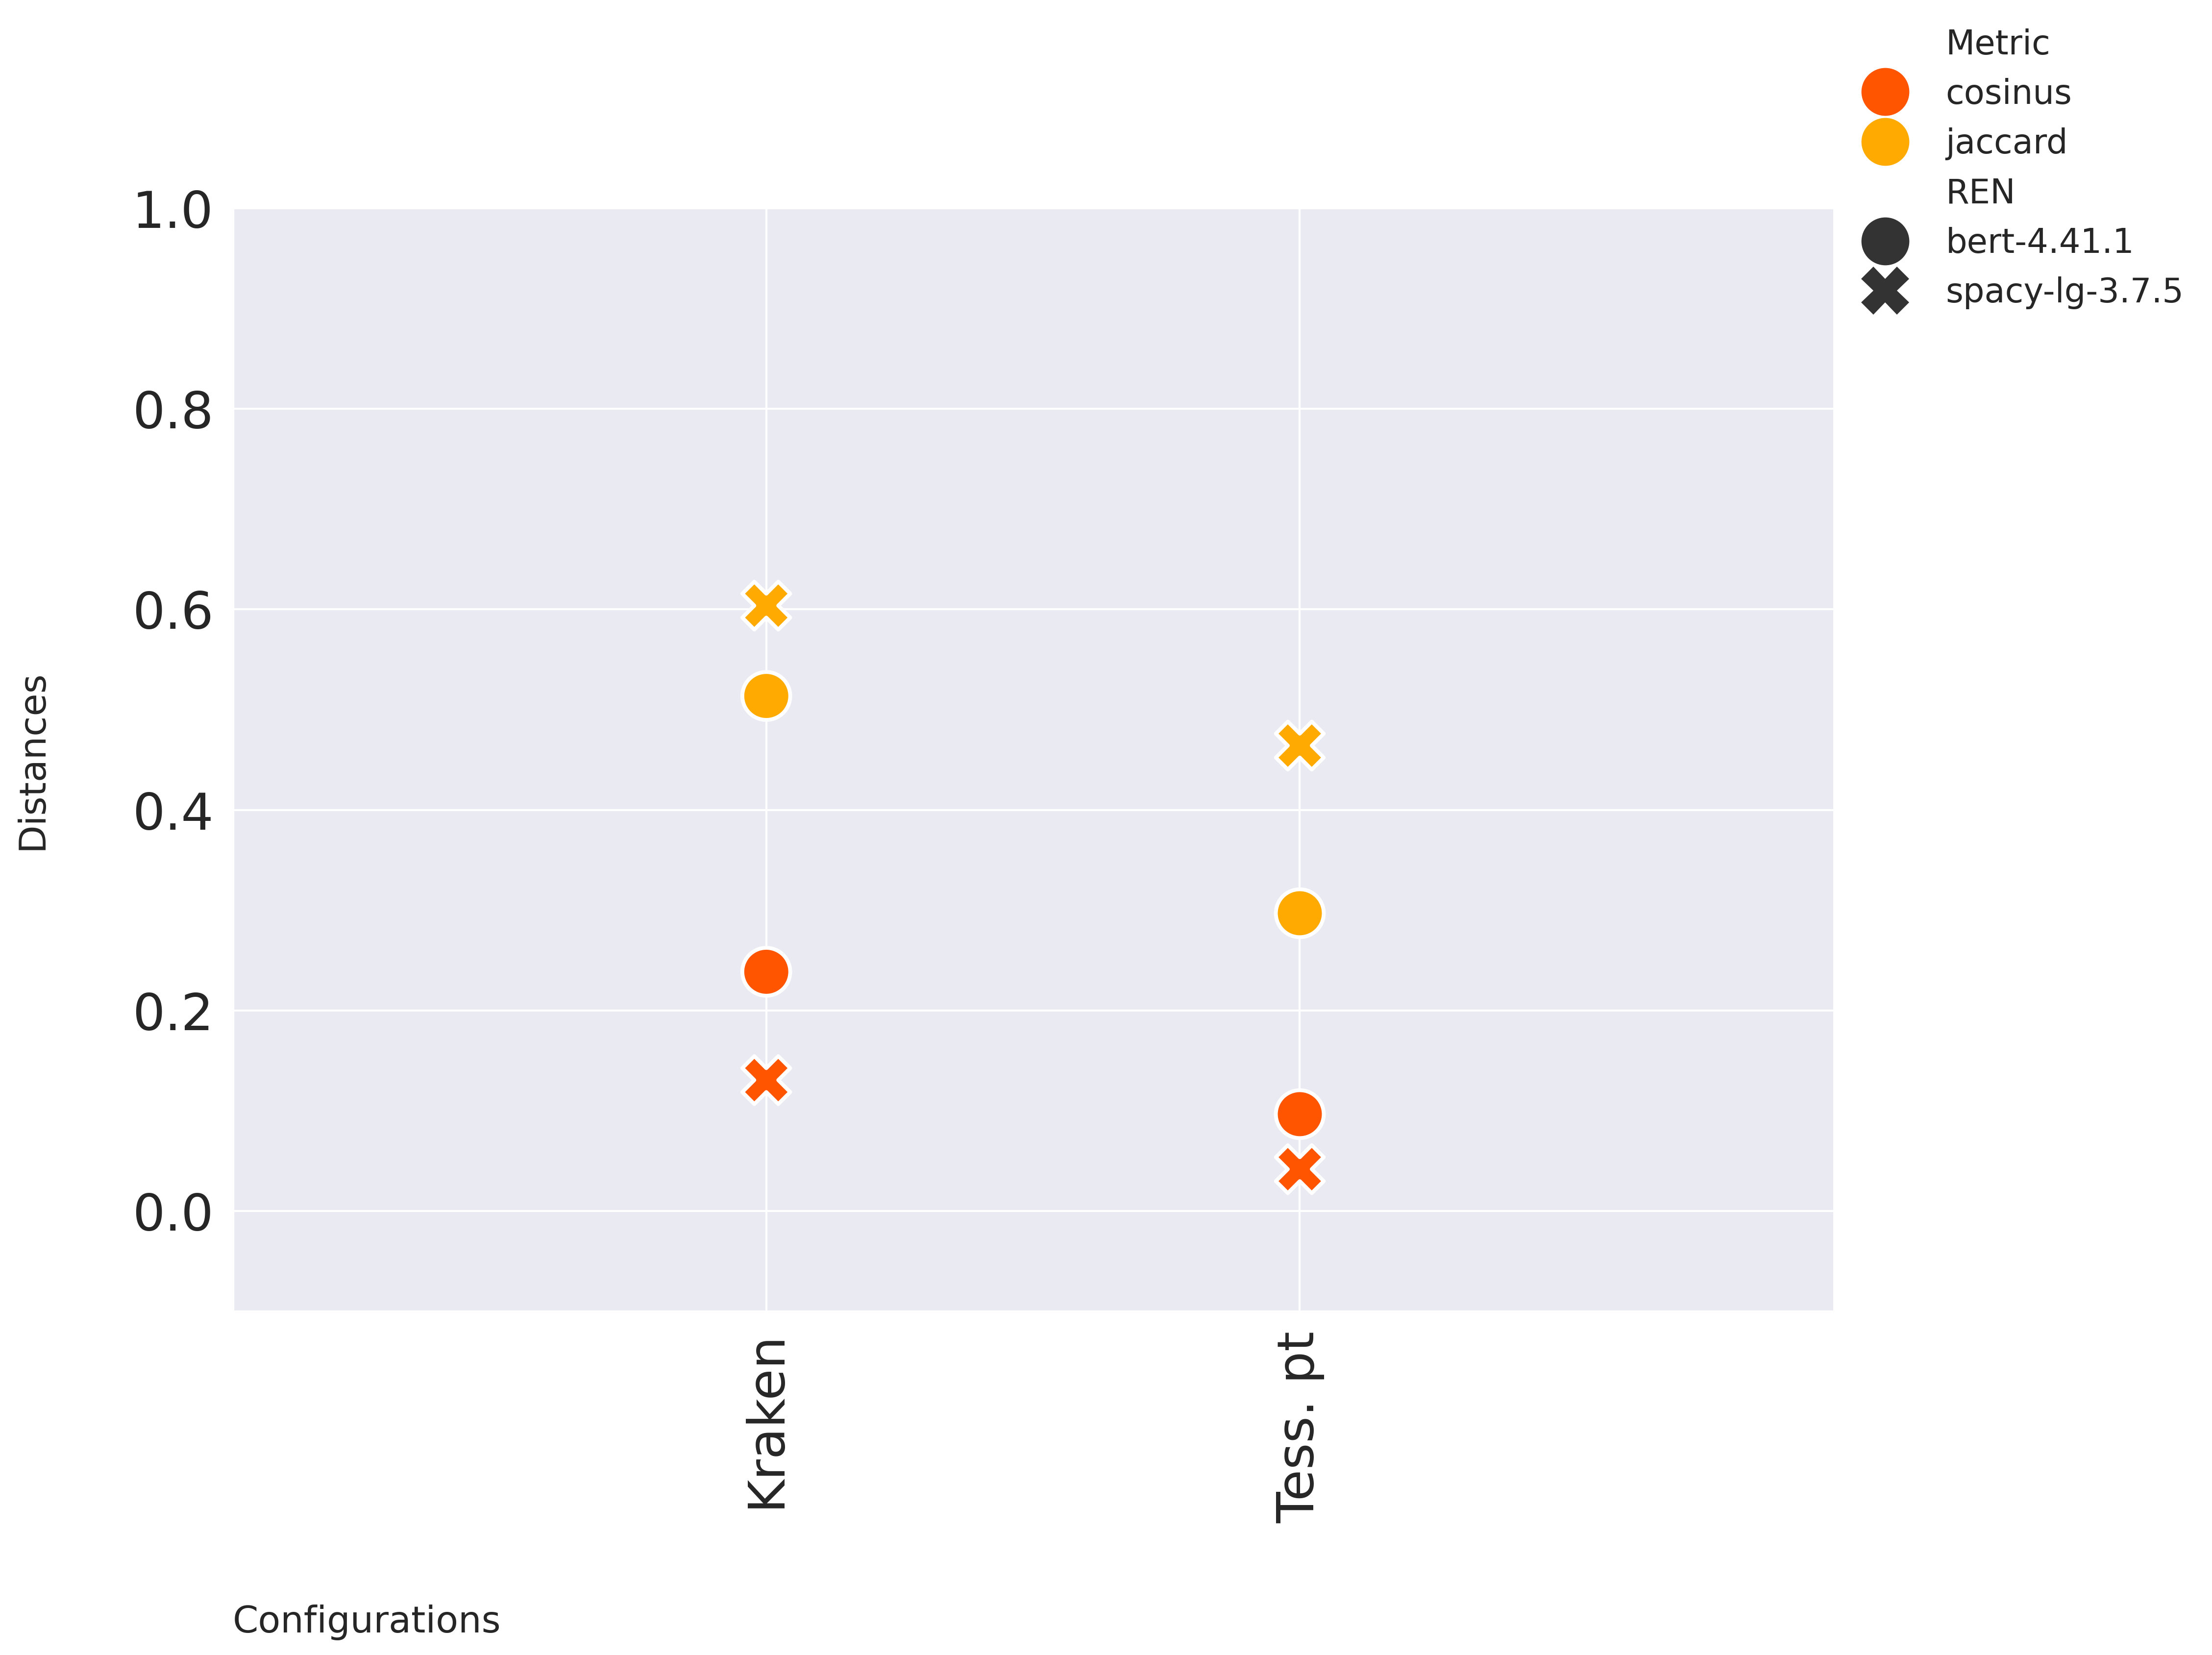 Metric
cosinus
jaccard
REN
bert-4.41.1
spacy-lg-3.7.5
1.0
0.8
0.6
0.4
0.2
0.0
Distances
Kraken
Tess. pt
Configurations